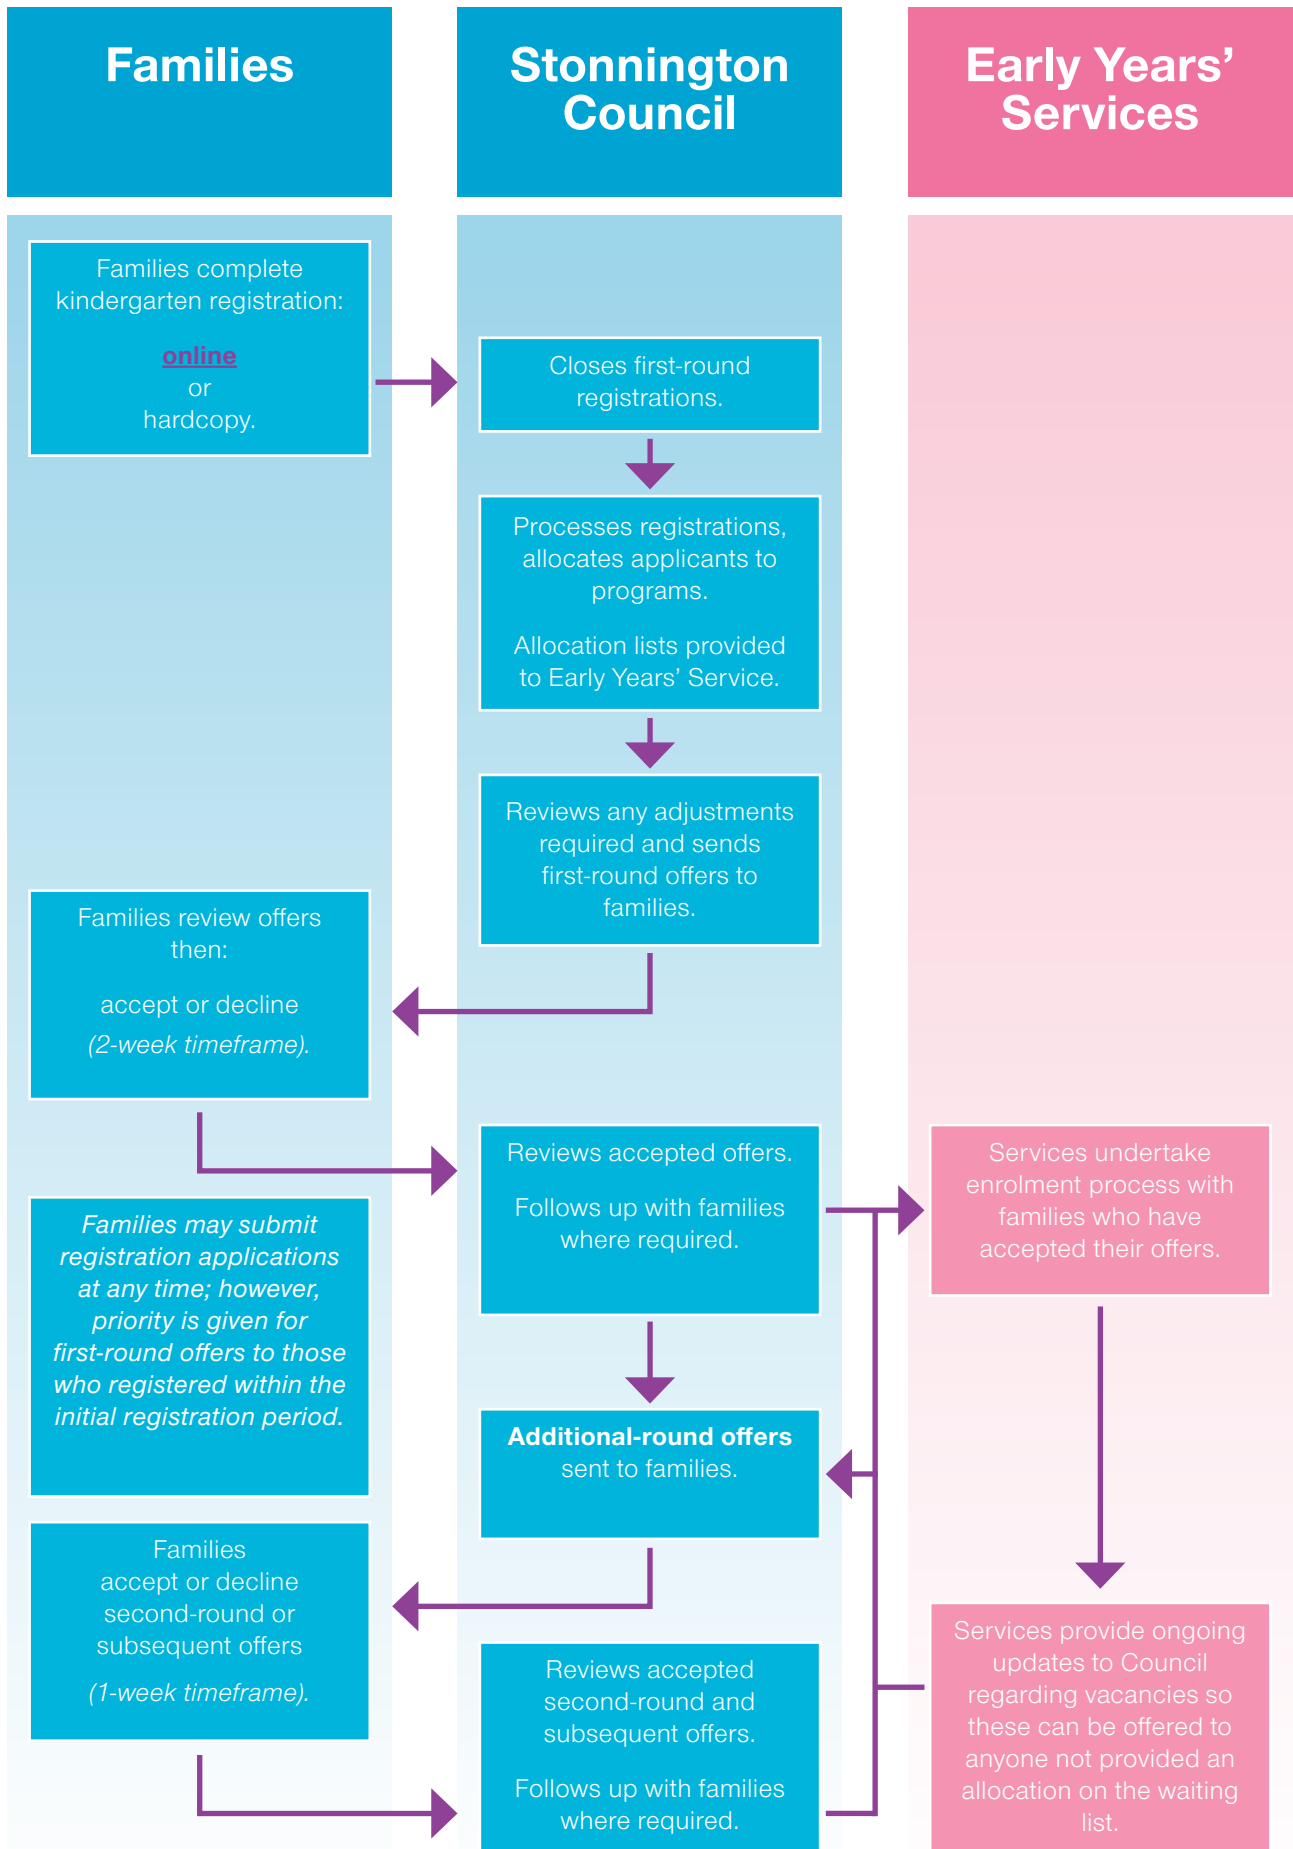 Families
Stonnington
Council
Early Years’
Services
Families complete
kindergarten registration:
online
or
hardcopy.
Closes first-round
registrations.
Processes registrations,
allocates applicants to
programs.
Allocation lists provided
to Early Years’ Service.
Reviews any adjustments
required and sends
first-round offers to
families.
Families review offers
then:
accept or decline
(2-week timeframe).
Reviews accepted offers.
Follows up with families
where required.
Services undertake
enrolment process with
families who have
accepted their offers.
Families may submit
registration applications
at any time; however,
priority is given for
first-round offers to those
who registered within the
initial registration period.
Additional-round offers
sent to families.
Families
accept or decline
second-round or
subsequent offers
(1-week timeframe).
Reviews accepted
second-round and
subsequent offers.
Follows up with families
where required.
Services provide ongoing
updates to Council
regarding vacancies so
these can be offered to
anyone not provided an
allocation on the waiting
list.